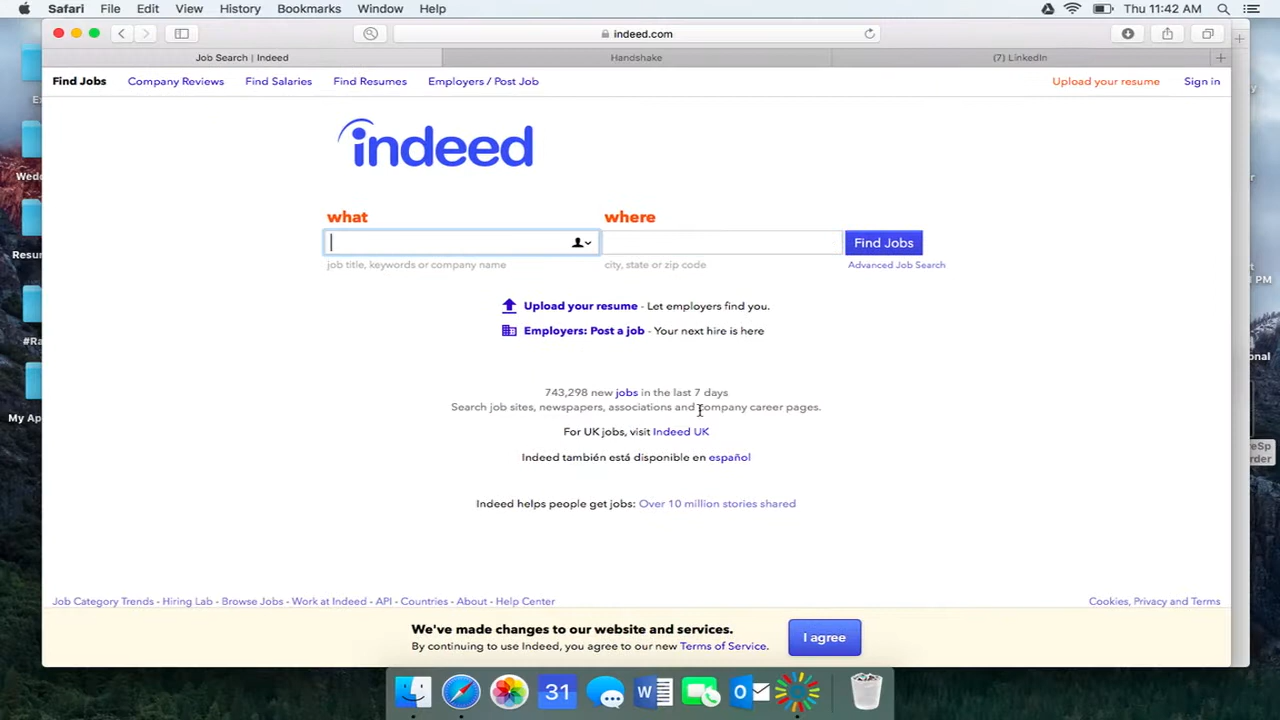 Safari File Edit View History Bookmarks Window Help Thu 11:42 AM
indeed.com
Job Search | Indeed Handshake (7) LinkedIn
Find Jobs Company Reviews Find Salaries Find Resumes Employers / Post Job Upload your resume Sign in
indeed
what where
Find Jobs
job title, keywords or company name city, state or zip code Advanced Job Search
Upload your resume - Let employers find you.
Employers: Post a job - Your next hire is here
743,298 new jobs in the last 7 days
Search job sites, newspapers, associations and company career pages.
For UK jobs, visit Indeed UK
Indeed también está disponible en español
Indeed helps people get jobs: Over 10 million stories shared
Job Category Trends - Hiring Lab - Browse Jobs - Work at Indeed - API - Countries - About - Help Center Cookies, Privacy and Terms
We've made changes to our website and services.
By continuing to use Indeed, you agree to our new Terms of Service.
I agree
31